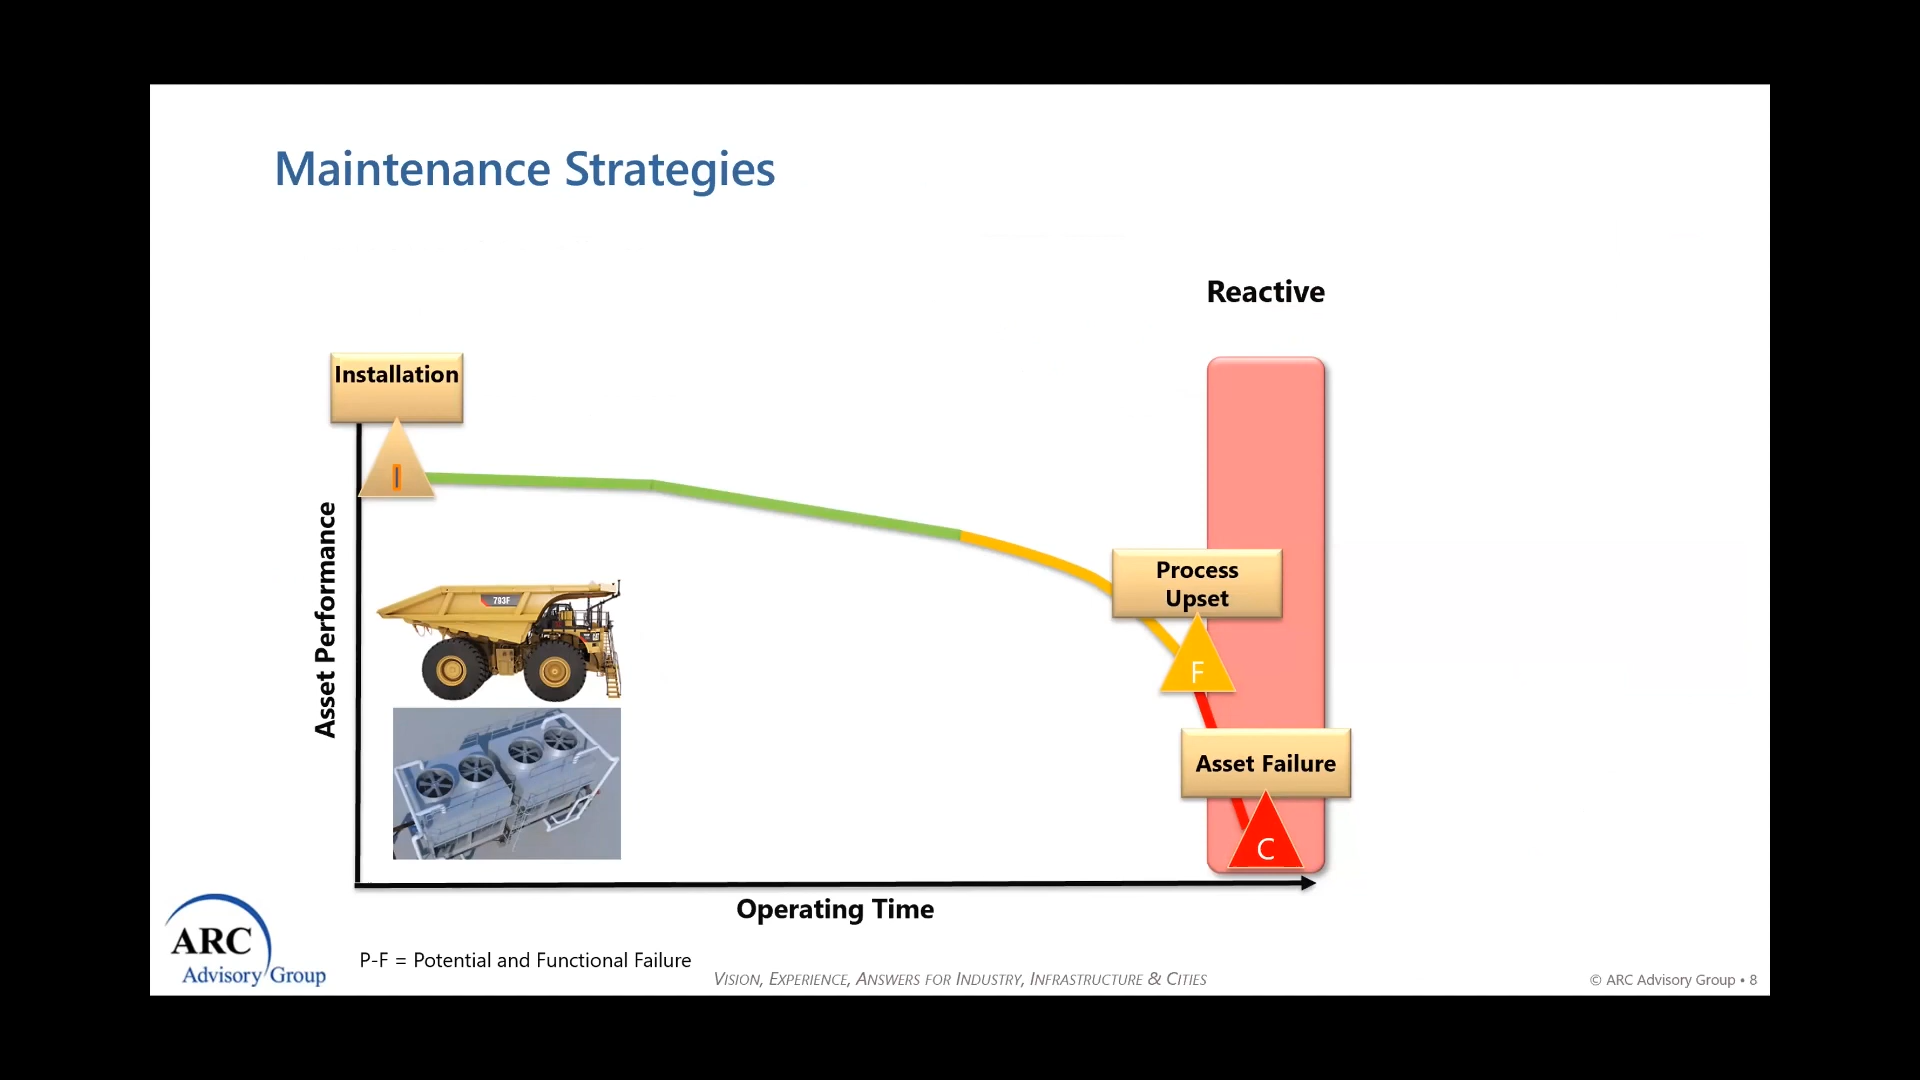 Maintenance Strategies
Reactive
Installation
I
Asset Performance
793F
Process
Upset
F
Asset Failure
C
Operating Time
ARC
Advisory Group
P-F = Potential and Functional Failure
VISION, EXPERIENCE, ANSWERS FOR INDUSTRY, INFRASTRUCTURE & CITIES
© ARC Advisory Group • 8